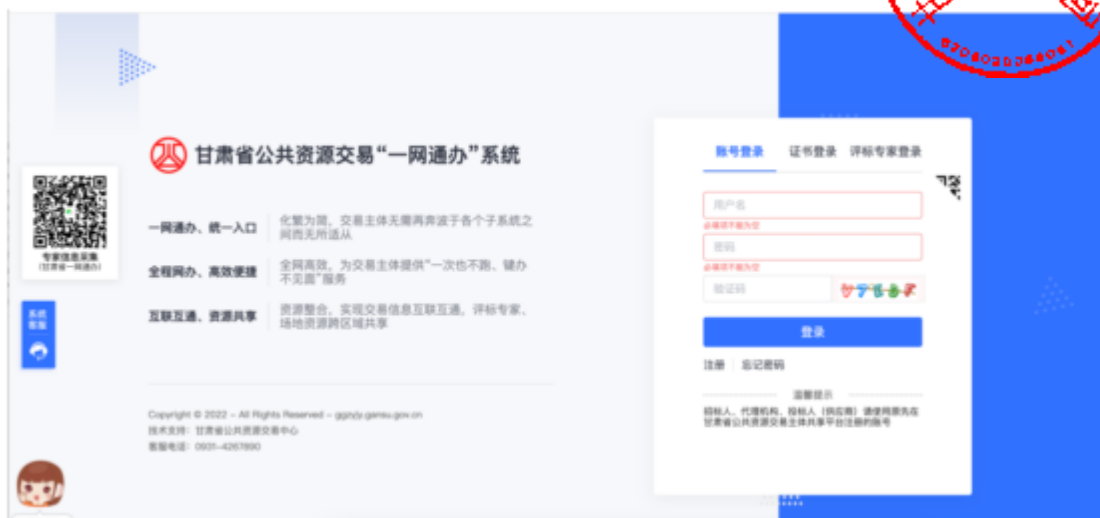 甘肃省公共资源交易“一网通办”系统
专家信息采集
(甘肃省一网通办)
系统
客服
一网通办、统一入口
化繁为简，交易主体无需再奔波于各个子系统之
间而无所适从
全程网办、高效便捷
全网高效，为交易主体提供“一次也不跑、键办
不见面”服务
互联互通、资源共享
资源整合，实现交易信息互联互通，评标专家、
场地资源跨区域共享
Copyright © 2022 - All Rights Reserved - ggzyjy.gansu.gov.cn
技术支持：甘肃省公共资源交易中心
客服电话：0931-4267890
账号登录 证书登录 评标专家登录
用户名
必填项不能为空
密码
必填项不能为空
验证码
登录
注册 忘记密码
温馨提示
招标人、代理机构、投标人（供应商）请使用原先在
甘肃省公共资源交易主体共享平台注册的账号